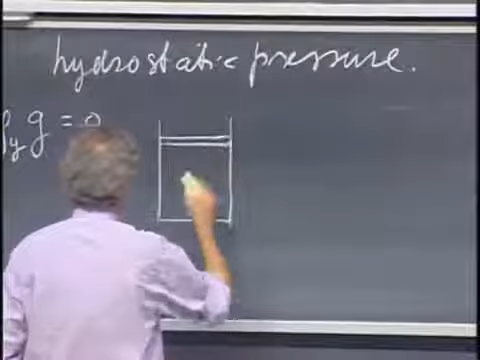 hydrostatic pressure.
g = 0